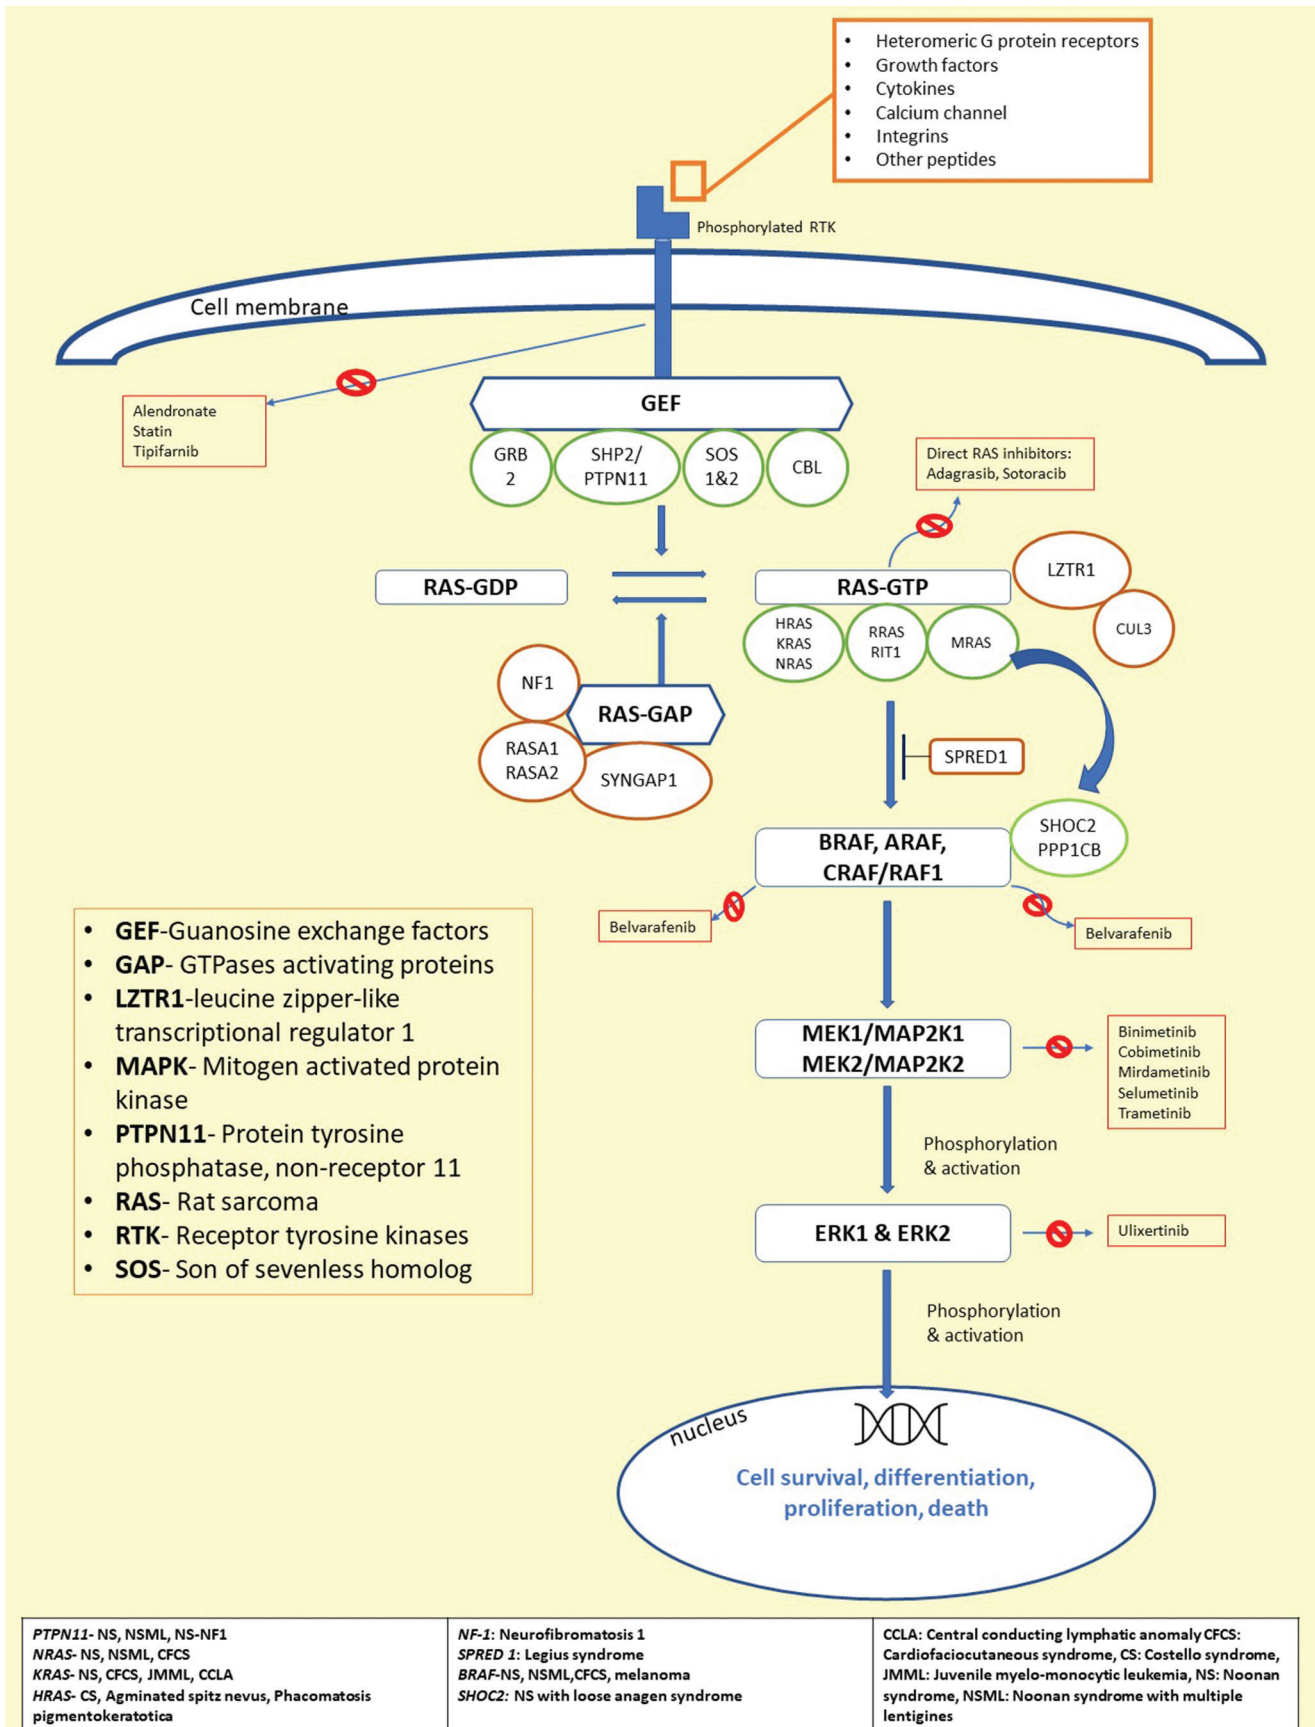 • Heteromeric G protein receptors
• Growth factors
• Cytokines
• Calcium channel
• Integrins
• Other peptides
Phosphorylated RTK
Cell membrane
Alendronate
Statin
Tipifarnib
GEF
GRB
2
SHP2/
PTPN11
SOS
1&2
CBL
Direct RAS inhibitors:
Adagrasib, Sotoracib
RAS-GDP
RAS-GTP
LZTR1
CUL3
HRAS
KRAS
NRAS
RRAS
RIT1
MRAS
NF1
RAS-GAP
RASA1
RASA2
SYNGAP1
SPRED1
BRAF, ARAF,
CRAF/RAF1
SHOC2
PPP1CB
Belvarafenib
Belvarafenib
• GEF-Guanosine exchange factors
• GAP- GTPases activating proteins
• LZTR1-leucine zipper-like
transcriptional regulator 1
• MAPK- Mitogen activated protein
kinase
• PTPN11- Protein tyrosine
phosphatase, non-receptor 11
• RAS- Rat sarcoma
• RTK- Receptor tyrosine kinases
• SOS- Son of sevenless homolog
MEK1/MAP2K1
MEK2/MAP2K2
Binimetinib
Cobimetinib
Mirdametinib
Selumetinib
Trametinib
Phosphorylation
& activation
ERK1 & ERK2
Ulixertinib
Phosphorylation
& activation
nucleus
Cell survival, differentiation,
proliferation, death
PTPN11- NS, NSML, NS-NF1
NRAS- NS, NSML, CFCS
KRAS- NS, CFCS, JMML, CCLA
HRAS- CS, Agminated spitz nevus, Phacomatosis
pigmentokeratotica
NF-1: Neurofibromatosis 1
SPRED 1: Legius syndrome
BRAF-NS, NSML,CFCS, melanoma
SHOC2: NS with loose anagen syndrome
CCLA: Central conducting lymphatic anomaly CFCS:
Cardiofaciocutaneous syndrome, CS: Costello syndrome,
JMML: Juvenile myelo-monocytic leukemia, NS: Noonan
syndrome, NSML: Noonan syndrome with multiple
lentigines